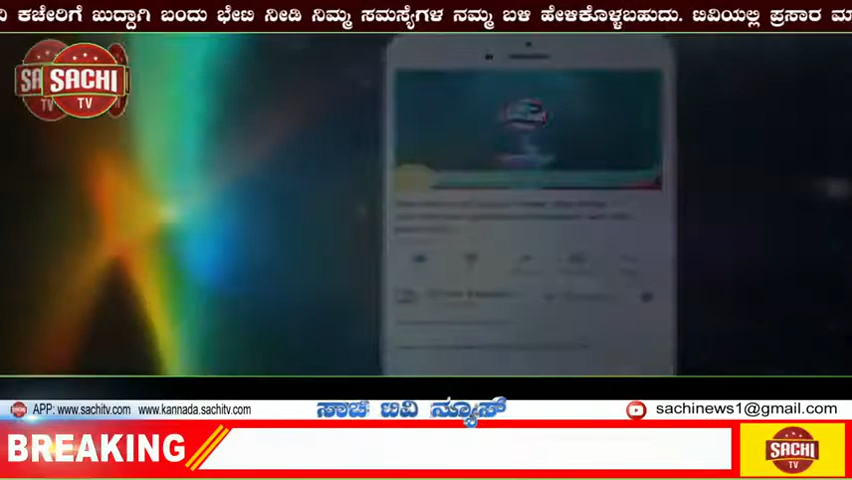 ವಿ ಕಚೇರಿಗೆ ಖುದ್ದಾಗಿ ಬಂದು ಭೇಟಿ ನೀಡಿ ನಿಮ್ಮ ಸಮಸ್ಯೆಗಳ ನಮ್ಮ ಬಳಿ ಹೇಳಿಕೊಳ್ಳಬಹುದು. ಟಿವಿಯಲ್ಲಿ ಪ್ರಸಾರ ಮಾ
SACHI
TV
APP: www.sachitv.com www.kannada.sachitv.com
ಸಾಚಿ ಟಿವಿ ನ್ಯೂಸ್
sachinews1@gmail.com
BREAKING
SACHI
TV